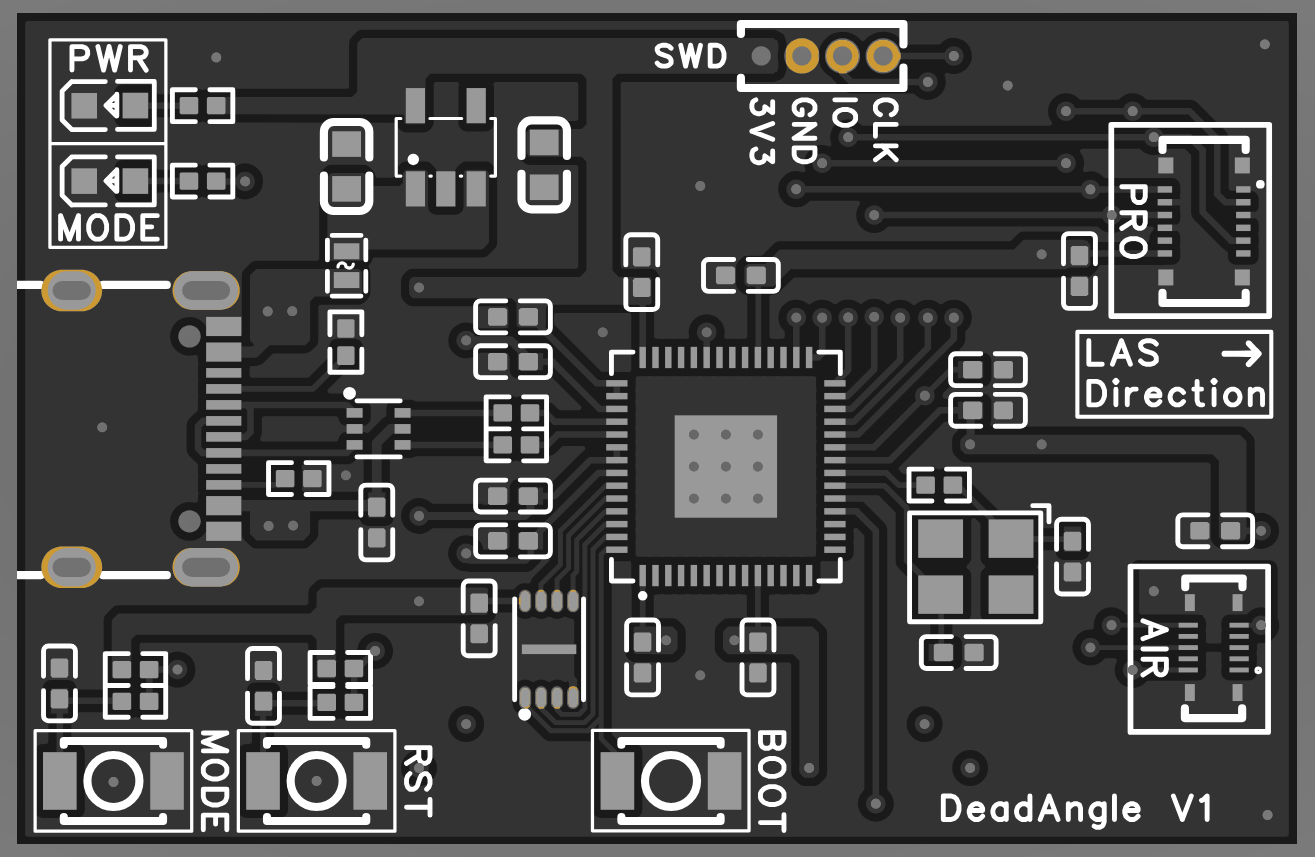 PWR
MODE
SWD
3V3
GND
IO
CLK
PRO
LAS
Direction
AIR
MODE
RST
BOOT
DeadAngle V1